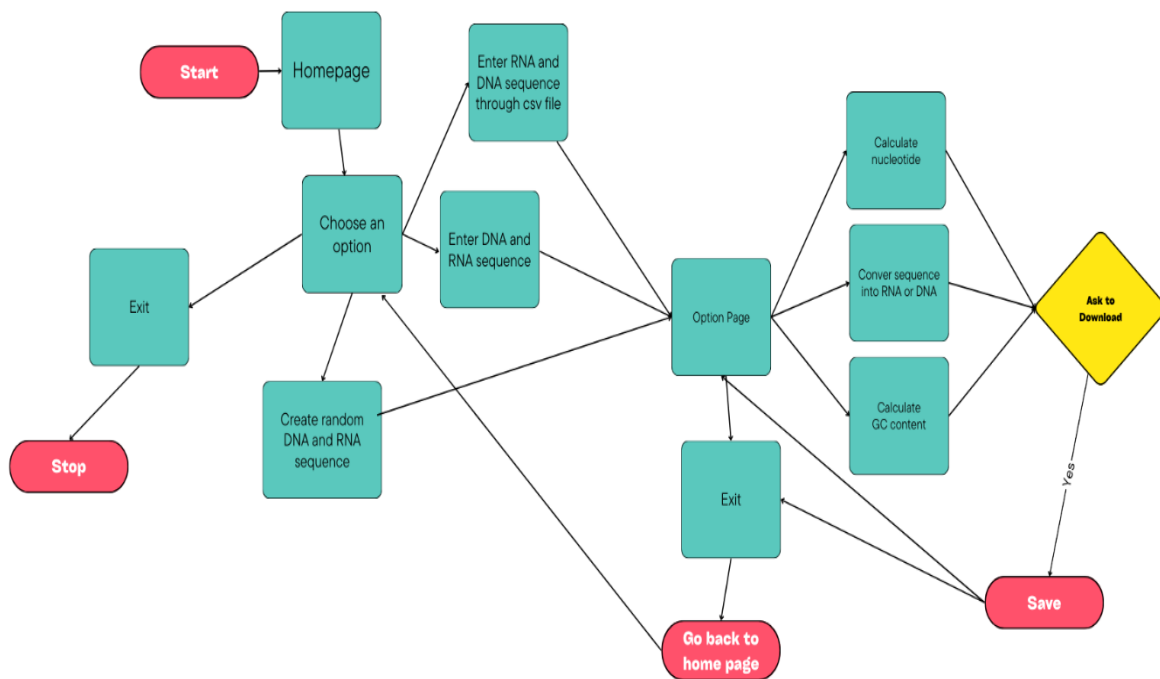 Start
Homepage
Enter RNA and
DNA sequence
through csv file
Calculate
nucleotide
Choose an
option
Enter DNA and
RNA sequence
Conver sequence
into RNA or DNA
Exit
Option Page
Ask to
Download
Create random
DNA and RNA
sequence
Calculate
GC content
Stop
Exit
Yes
Save
Go back to
home page